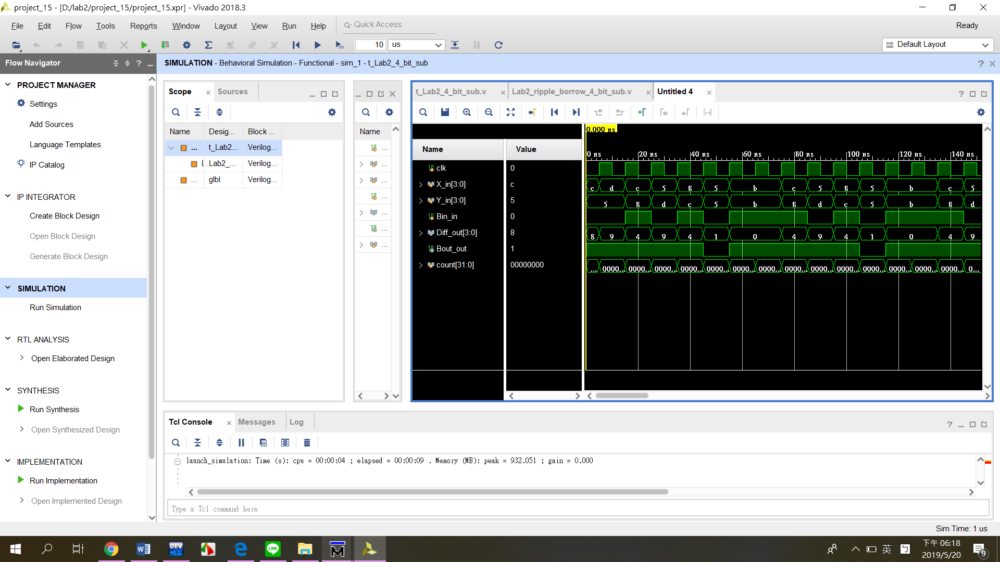 project_15 - [D:/lab2/project_15/project_15.xpr] - Vivado 2018.3
File Edit Flow Tools Reports Window Layout View Run Help Quick Access Ready
10 us Default Layout
Flow Navigator
SIMULATION - Behavioral Simulation - Functional - sim_1 - t_Lab2_4_bit_sub
PROJECT MANAGER
Settings
Add Sources
Language Templates
IP Catalog
IP INTEGRATOR
Create Block Design
Open Block Design
Generate Block Design
SIMULATION
Run Simulation
RTL ANALYSIS
Open Elaborated Design
SYNTHESIS
Run Synthesis
Open Synthesized Design
IMPLEMENTATION
Run Implementation
Open Implemented Design
Scope Sources
Name Desig... Block ...
... t_Lab2... Verilog...
L Lab2_... Verilog...
... glbl Verilog...
Name
...
...
...
...
...
...
...
t_Lab2_4_bit_sub.v Lab2_ripple_borrow_4_bit_sub.v Untitled 4
0.000 ns
Name Value
0 ns 20 ns 40 ns 60 ns 80 ns 100 ns 120 ns 140 ns
clk 0
X_in[3:0] c c d c 5 8 5 b c 5 8 5 b c 5
Y_in[3:0] 5 5 8 d c 5 b 8 d c 5 b 8 d
Bin_in 0
Diff_out[3:0] 8 8 9 4 9 4 1 0 4 9 4 1 0 4 9
Bout_out 1
count[31:0] 00000000 ... 0000... 0000... 0000... 0000... 0000... 0000... 0000... 0000... 0000... 0000... 0000... 0000... 0000... 0000... 0...
Tcl Console Messages Log
launch_simulation: Time (s): cpu = 00:00:04 ; elapsed = 00:00:09 . Memory (MB): peak = 932.051 ; gain = 0.000
Type a Tcl command here
Sim Time: 1 us
DEV C++ LINE M 英 下午 06:18
2019/5/20 9